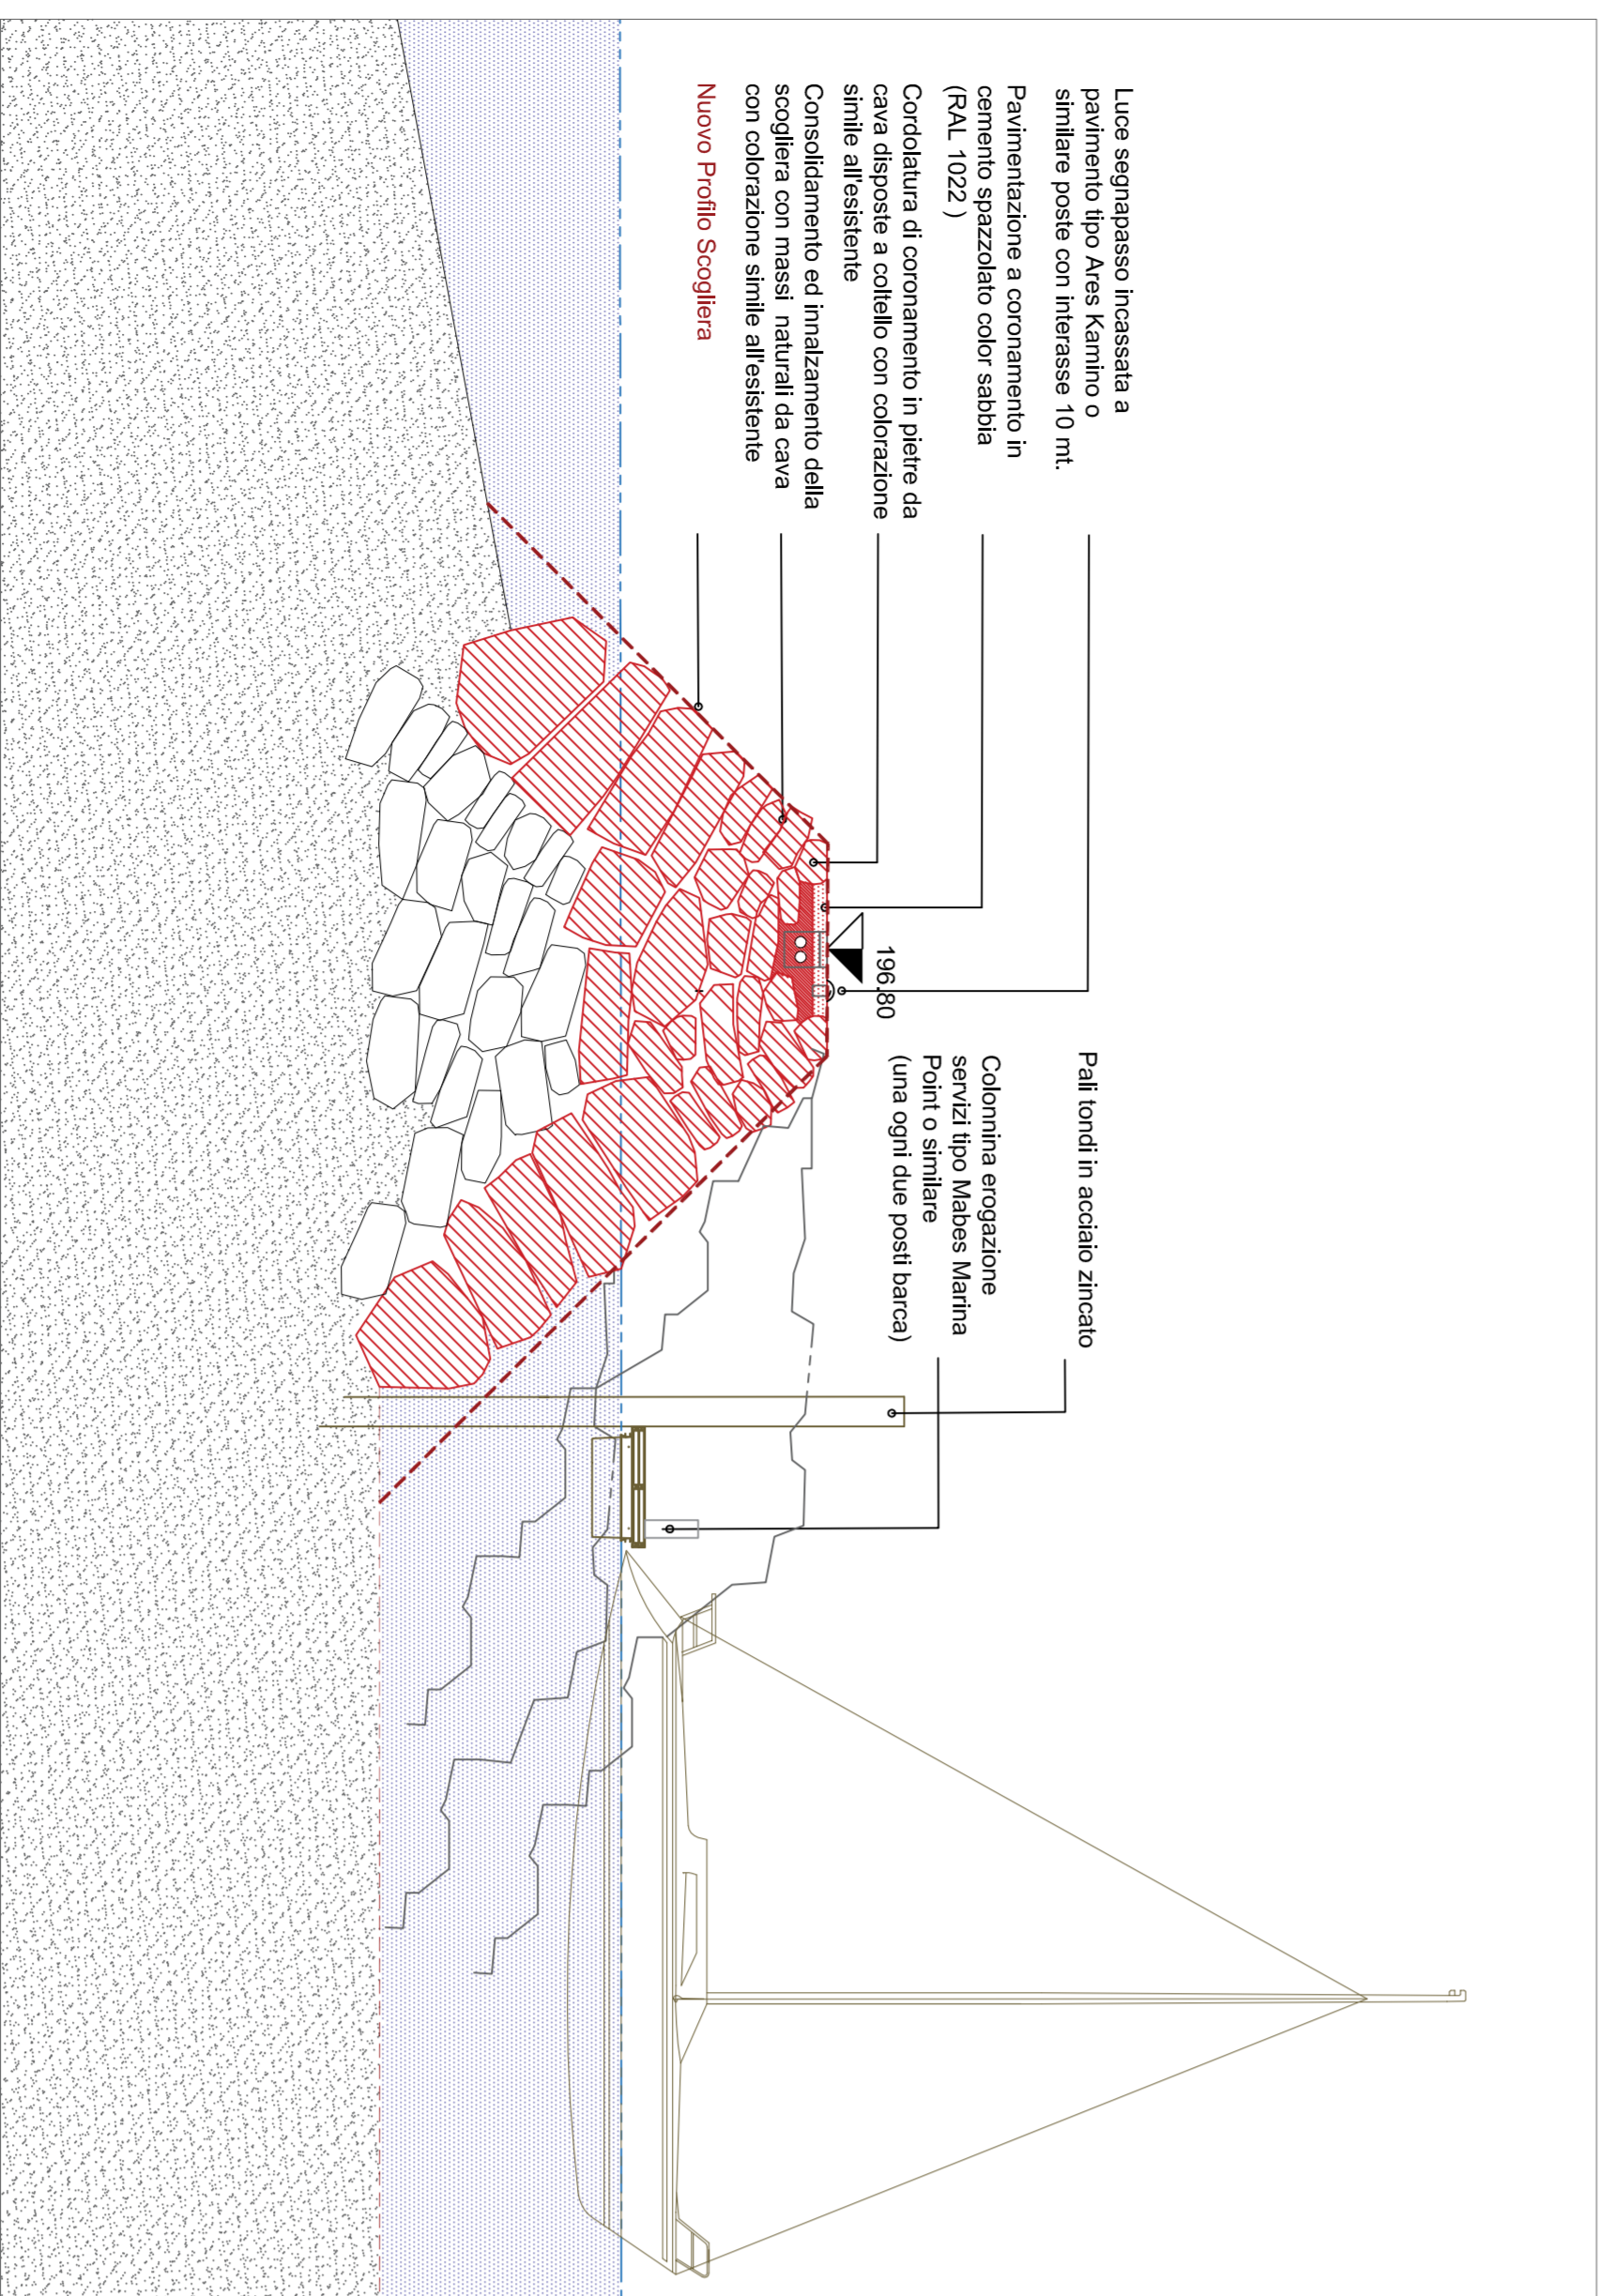 Luce segnapasso incassata a
pavimento tipo Ares Kamino o
similare poste con interasse 10 mt.
Pavimentazione a coronamento in
cemento spazzolato color sabbia
(RAL 1022 )
Cordolatura di coronamento in pietre da
cava disposte a coltello con colorazione
simile all'esistente
Consolidamento ed innalzamento della
scogliera con massi naturali da cava
con colorazione simile all'esistente
Nuovo Profilo Scogliera
196.80
Pali tondi in acciaio zincato
Colonnina erogazione
servizi tipo Mabes Marina
Point o similare
(una ogni due posti barca)